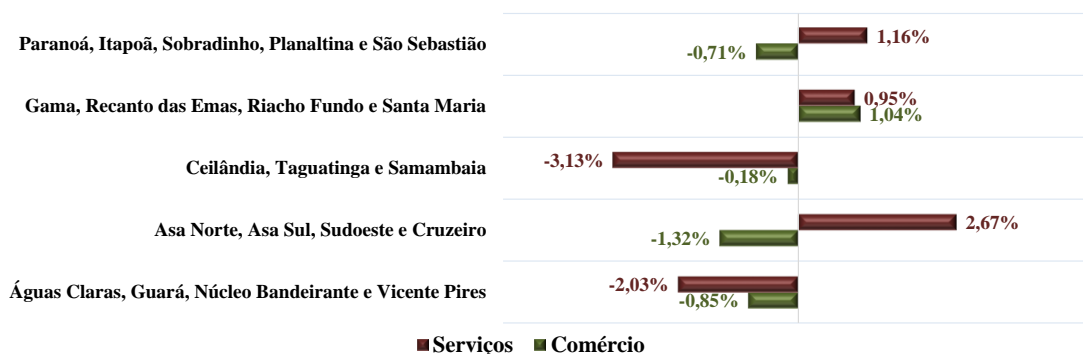 Paranoá, Itapoã, Sobradinho, Planaltina e São Sebastião
1,16%
-0,71%
Gama, Recanto das Emas, Riacho Fundo e Santa Maria
0,95%
1,04%
Ceilândia, Taguatinga e Samambaia
-3,13%
-0,18%
Asa Norte, Asa Sul, Sudoeste e Cruzeiro
2,67%
-1,32%
Águas Claras, Guará, Núcleo Bandeirante e Vicente Pires
-2,03%
-0,85%
Serviços Comércio